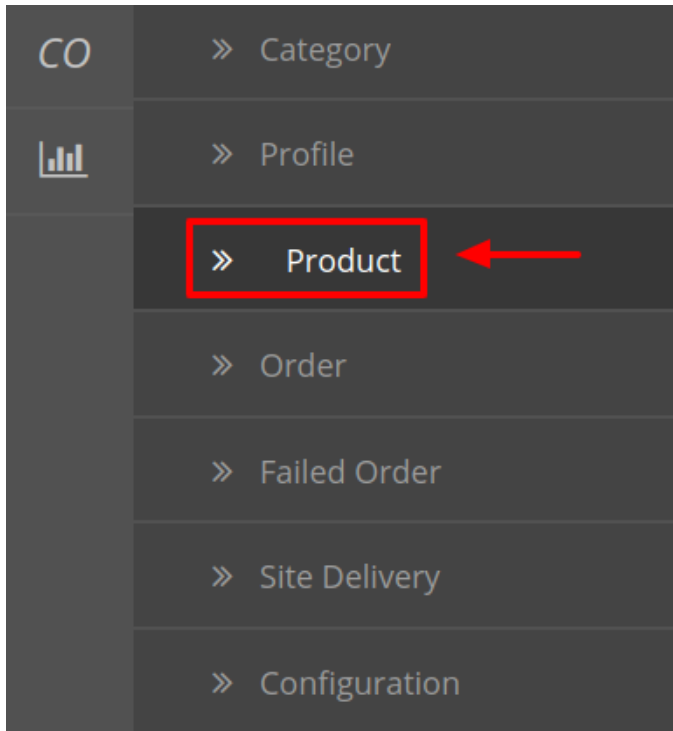 CO
» Category
» Profile
» Product
» Order
» Failed Order
» Site Delivery
» Configuration